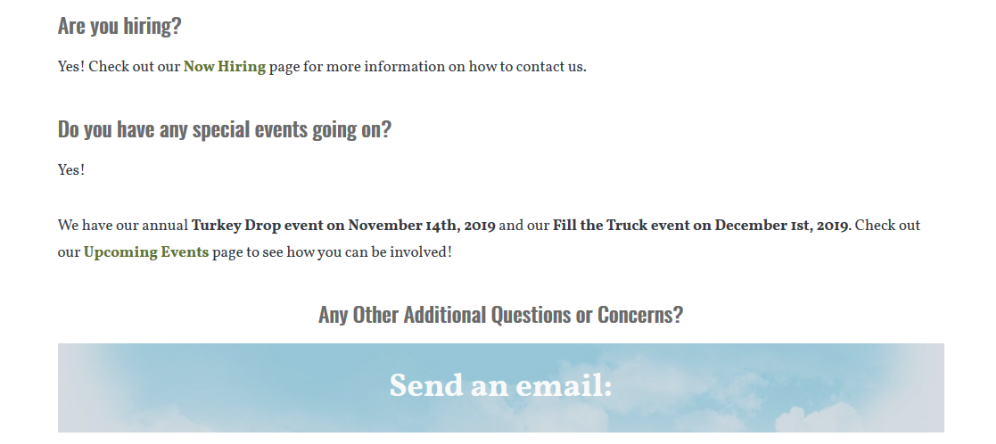 Are you hiring?
Yes! Check out our Now Hiring page for more information on how to contact us.
Do you have any special events going on?
Yes!
We have our annual Turkey Drop event on November 14th, 2019 and our Fill the Truck event on December 1st, 2019. Check out
our Upcoming Events page to see how you can be involved!
Any Other Additional Questions or Concerns?
Send an email: